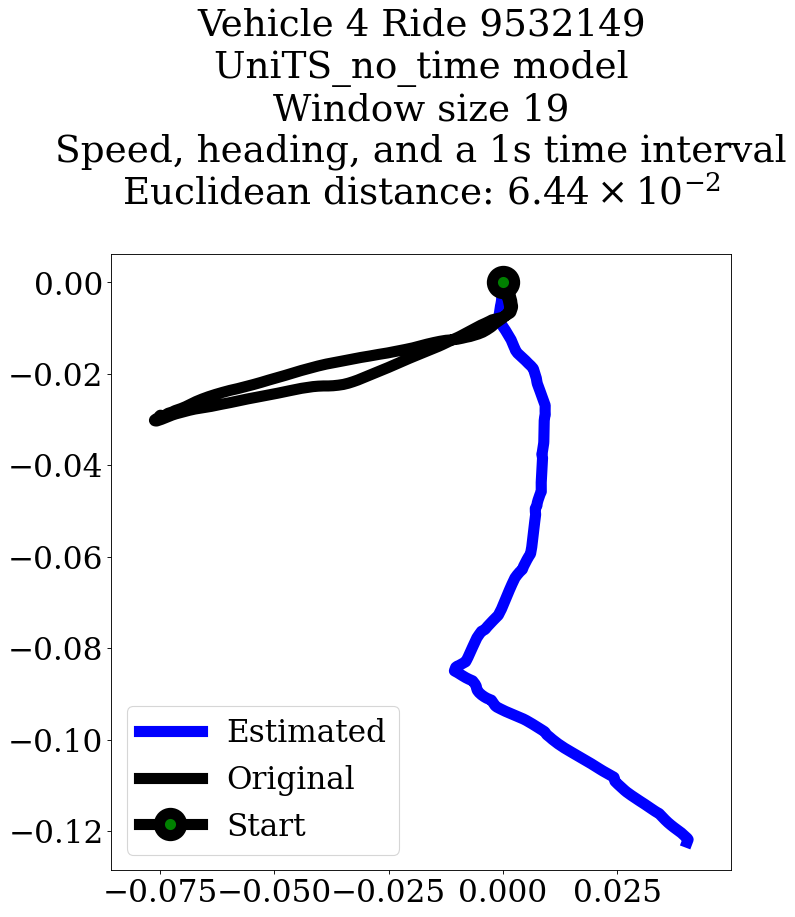 Vehicle 4 Ride 9532149
UniTS_no_time model
Window size 19
Speed, heading, and a 1s time interval
Euclidean distance: 6.44 × 10⁻²
0.00
−0.02
−0.04
−0.06
−0.08
−0.10
−0.12
Estimated
Original
Start
−0.075 −0.050 −0.025 0.000 0.025